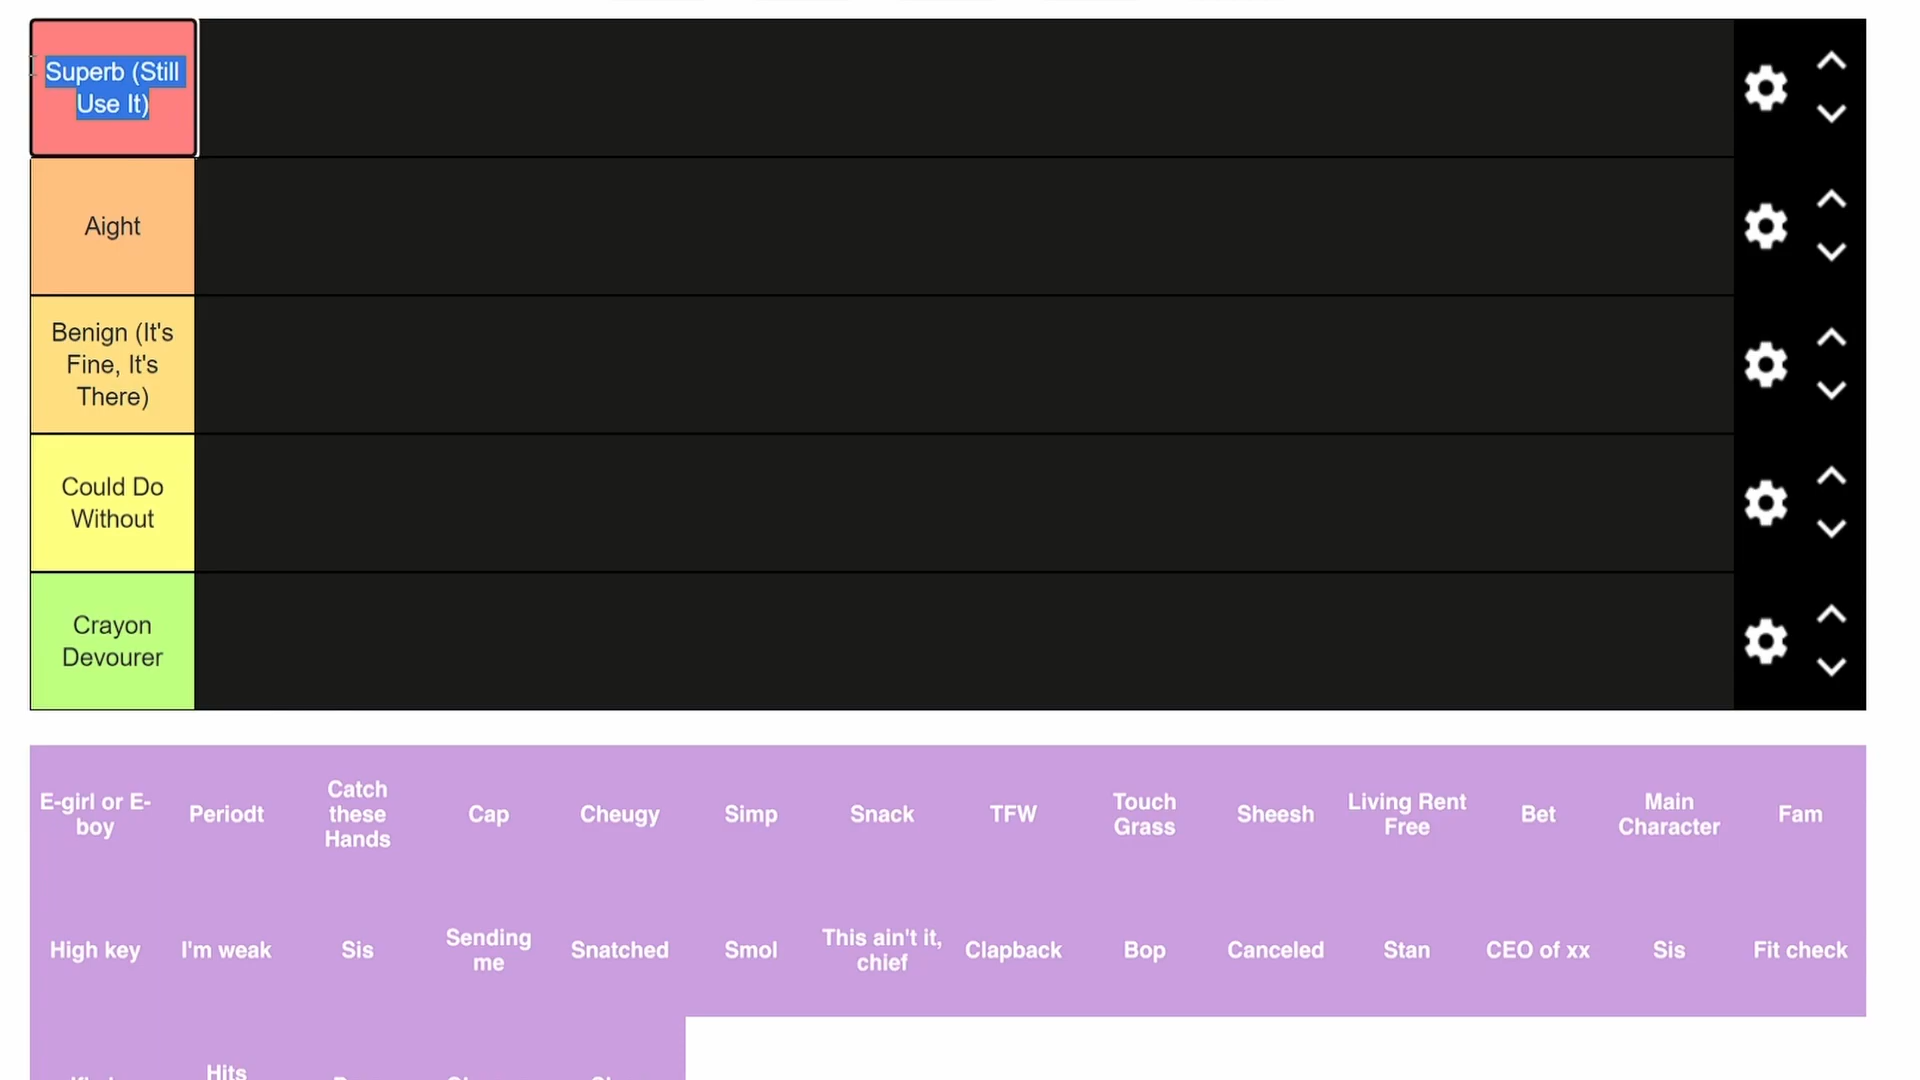 Superb (Still
Use It)
Aight
Benign (It's
Fine, It's
There)
Could Do
Without
Crayon
Devourer
E-girl or E-
boy
Periodt
Catch
these
Hands
Cap
Cheugy
Simp
Snack
TFW
Touch
Grass
Sheesh
Living Rent
Free
Bet
Main
Character
Fam
High key
I'm weak
Sis
Sending
me
Snatched
Smol
This ain't it,
chief
Clapback
Bop
Canceled
Stan
CEO of xx
Sis
Fit check
Hits